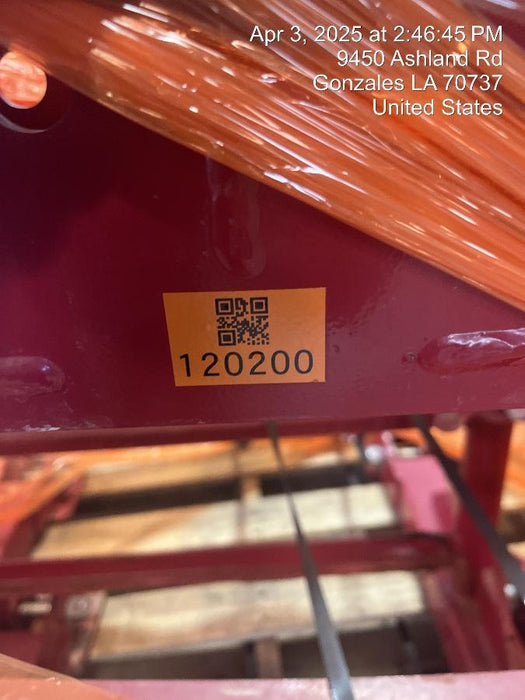 Apr 3, 2025 at 2:46:45 PM
9450 Ashland Rd
Gonzales LA 70737
United States
120200